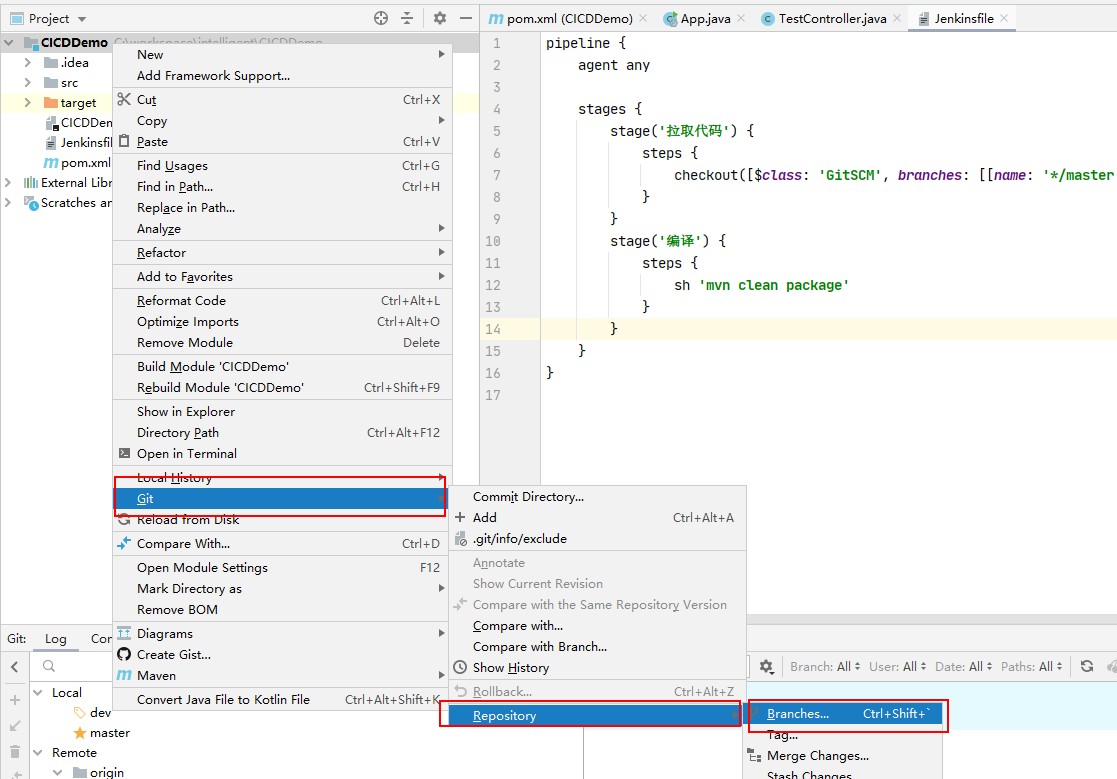 Project
pom.xml (CICDDemo)
App.java
TestController.java
Jenkinsfile
CICDDemo C:\workspace\intelligent\CICDDemo
.idea
src
target
CICDDem
Jenkinsfil
pom.xml
External Libr
Scratches an
New
Add Framework Support...
Cut Ctrl+X
Copy
Paste Ctrl+V
Find Usages Ctrl+G
Find in Path... Ctrl+H
Replace in Path...
Analyze
Refactor
Add to Favorites
Reformat Code Ctrl+Alt+L
Optimize Imports Ctrl+Alt+O
Remove Module Delete
Build Module 'CICDDemo'
Rebuild Module 'CICDDemo' Ctrl+Shift+F9
Show in Explorer
Directory Path Ctrl+Alt+F12
Open in Terminal
Local History
Git
Reload from Disk
Compare With... Ctrl+D
Open Module Settings F12
Mark Directory as
Remove BOM
Diagrams
Create Gist...
Maven
Convert Java File to Kotlin File Ctrl+Alt+Shift+K
1 pipeline {
2 agent any
3
4 stages {
5 stage('拉取代码') {
6 steps {
7 checkout([$class: 'GitSCM', branches: [[name: '*/master
8 }
9 }
10 stage('编译') {
11 steps {
12 sh 'mvn clean package'
13 }
14 }
15 }
16 }
17
Commit Directory...
Add Ctrl+Alt+A
.git/info/exclude
Annotate
Show Current Revision
Compare with the Same Repository Version
Compare with...
Compare with Branch...
Show History
Rollback... Ctrl+Alt+Z
Repository
Branches... Ctrl+Shift+`
Tag...
Merge Changes...
Stash Changes...
Git: Log Con
Branch: All User: All Date: All Paths: All
Local
dev
master
Remote
origin